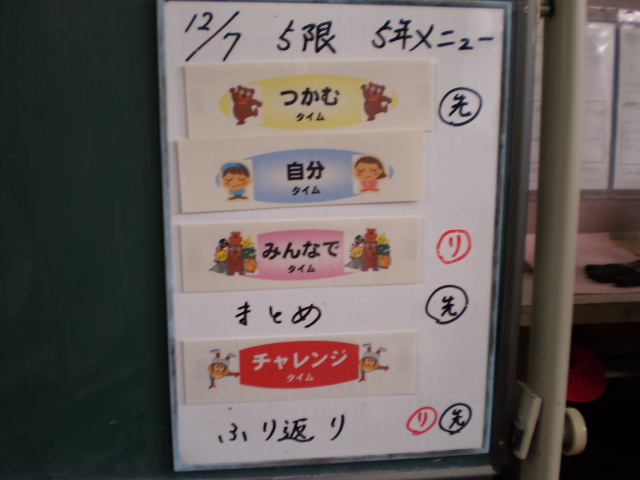 12/7 5限 5年メニュー
つかむ
タイム
先
自分
タイム
みんなで
タイム
り
まとめ
先
チャレンジ
タイム
ふり返り
り 先